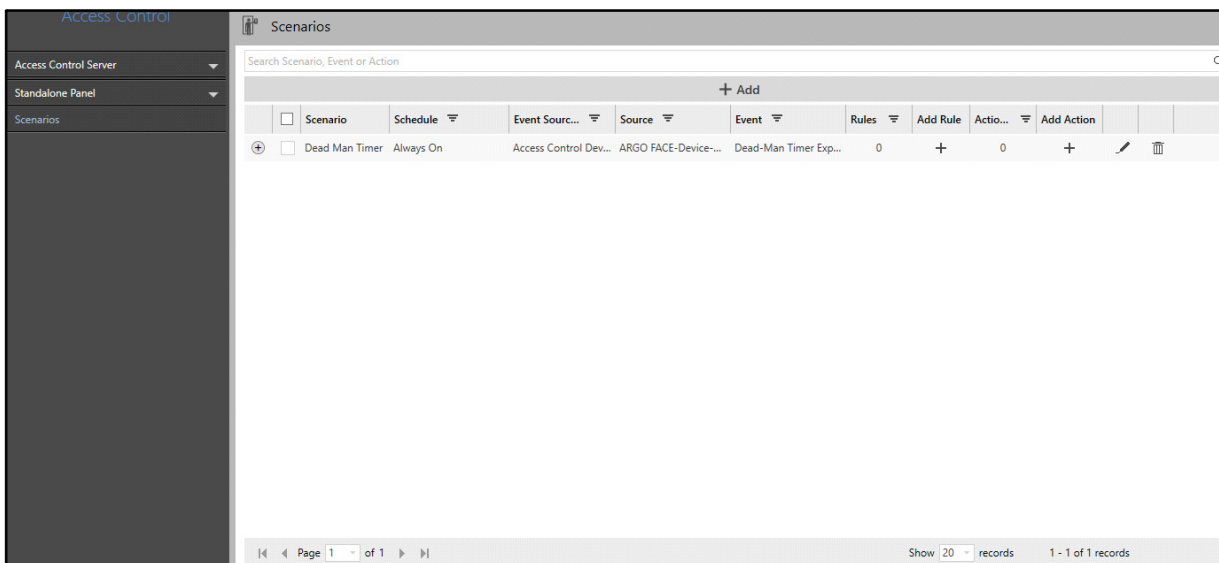 Access Control
Scenarios
Access Control Server
Standalone Panel
Scenarios
Search Scenario, Event or Action
+ Add
Scenario Schedule Event Sourc... Source Event Rules Add Rule Actio... Add Action
Dead Man Timer Always On Access Control Dev... ARGO FACE-Device-... Dead-Man Timer Exp... 0 + 0 +
Page 1 of 1 Show 20 records 1 - 1 of 1 records